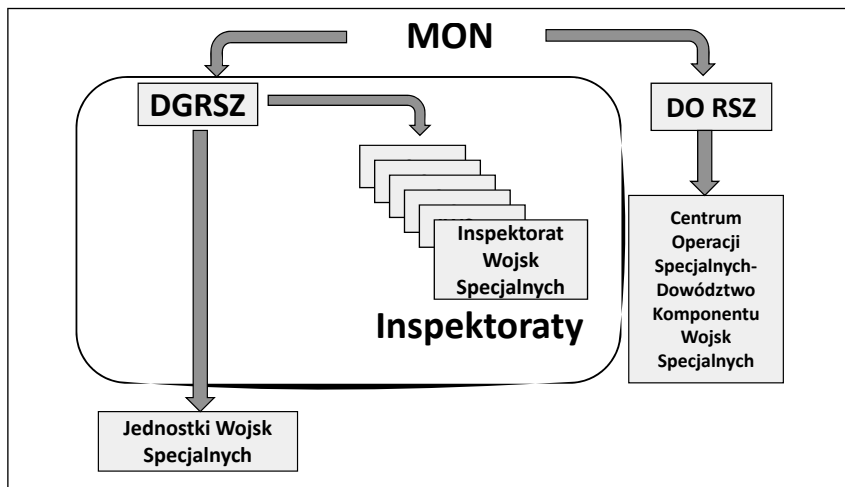 MON
DGRSZ
DO RSZ
Inspektorat
Wojsk
Specjalnych
Inspektoraty
Centrum
Operacji
Specjalnych-
Dowództwo
Komponentu
Wojsk
Specjalnych
Jednostki Wojsk
Specjalnych